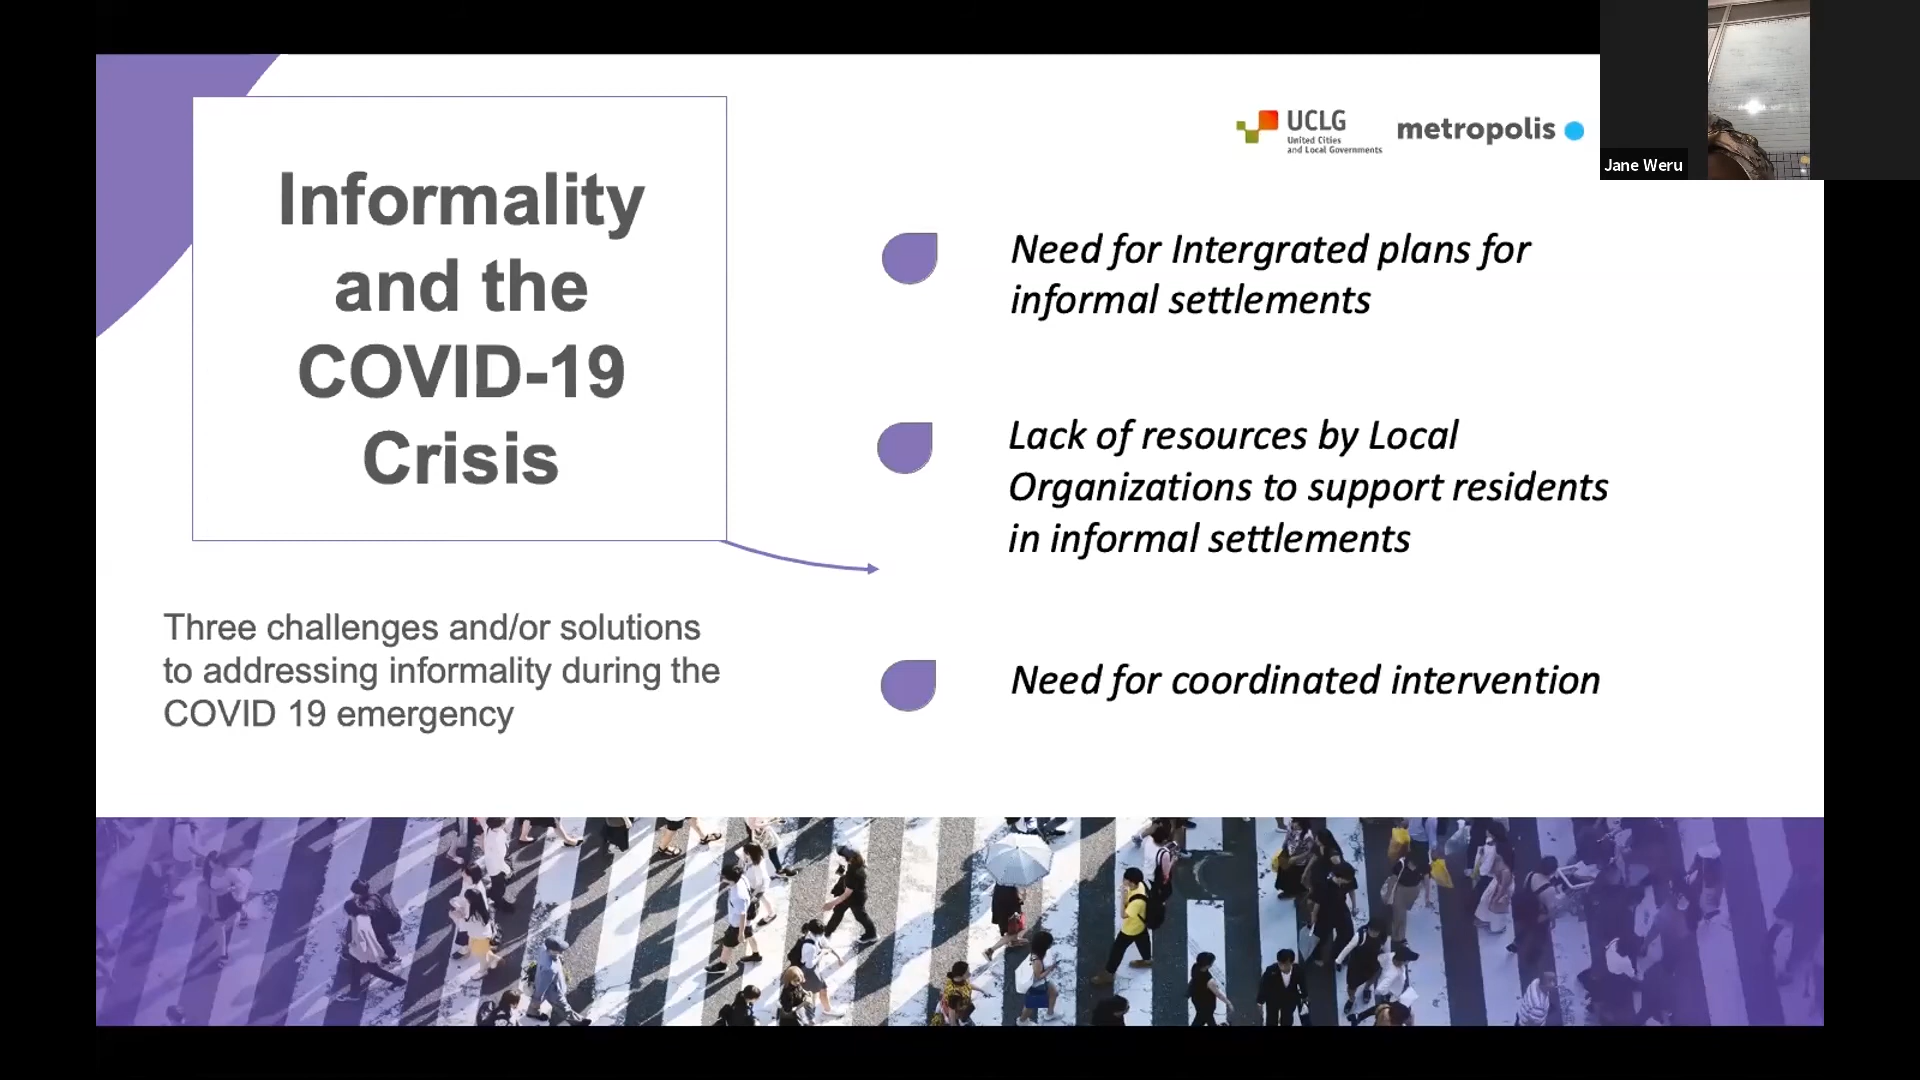 Informality
and the
COVID-19
Crisis
Three challenges and/or solutions
to addressing informality during the
COVID 19 emergency
UCLG
United Cities
and Local Governments
metropolis
Jane Weru
Need for Intergrated plans for
informal settlements
Lack of resources by Local
Organizations to support residents
in informal settlements
Need for coordinated intervention